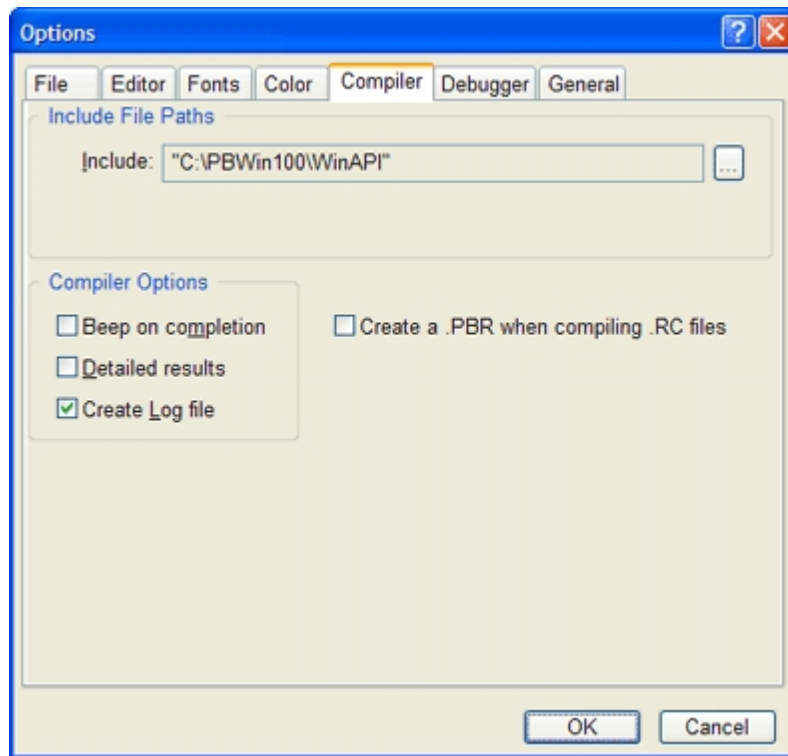 Options
File Editor Fonts Color Compiler Debugger General
Include File Paths
Include: "C:\PBWin100\WinAPI" ...
Compiler Options
Beep on completion Create a .PBR when compiling .RC files
Detailed results
Create Log file
OK Cancel